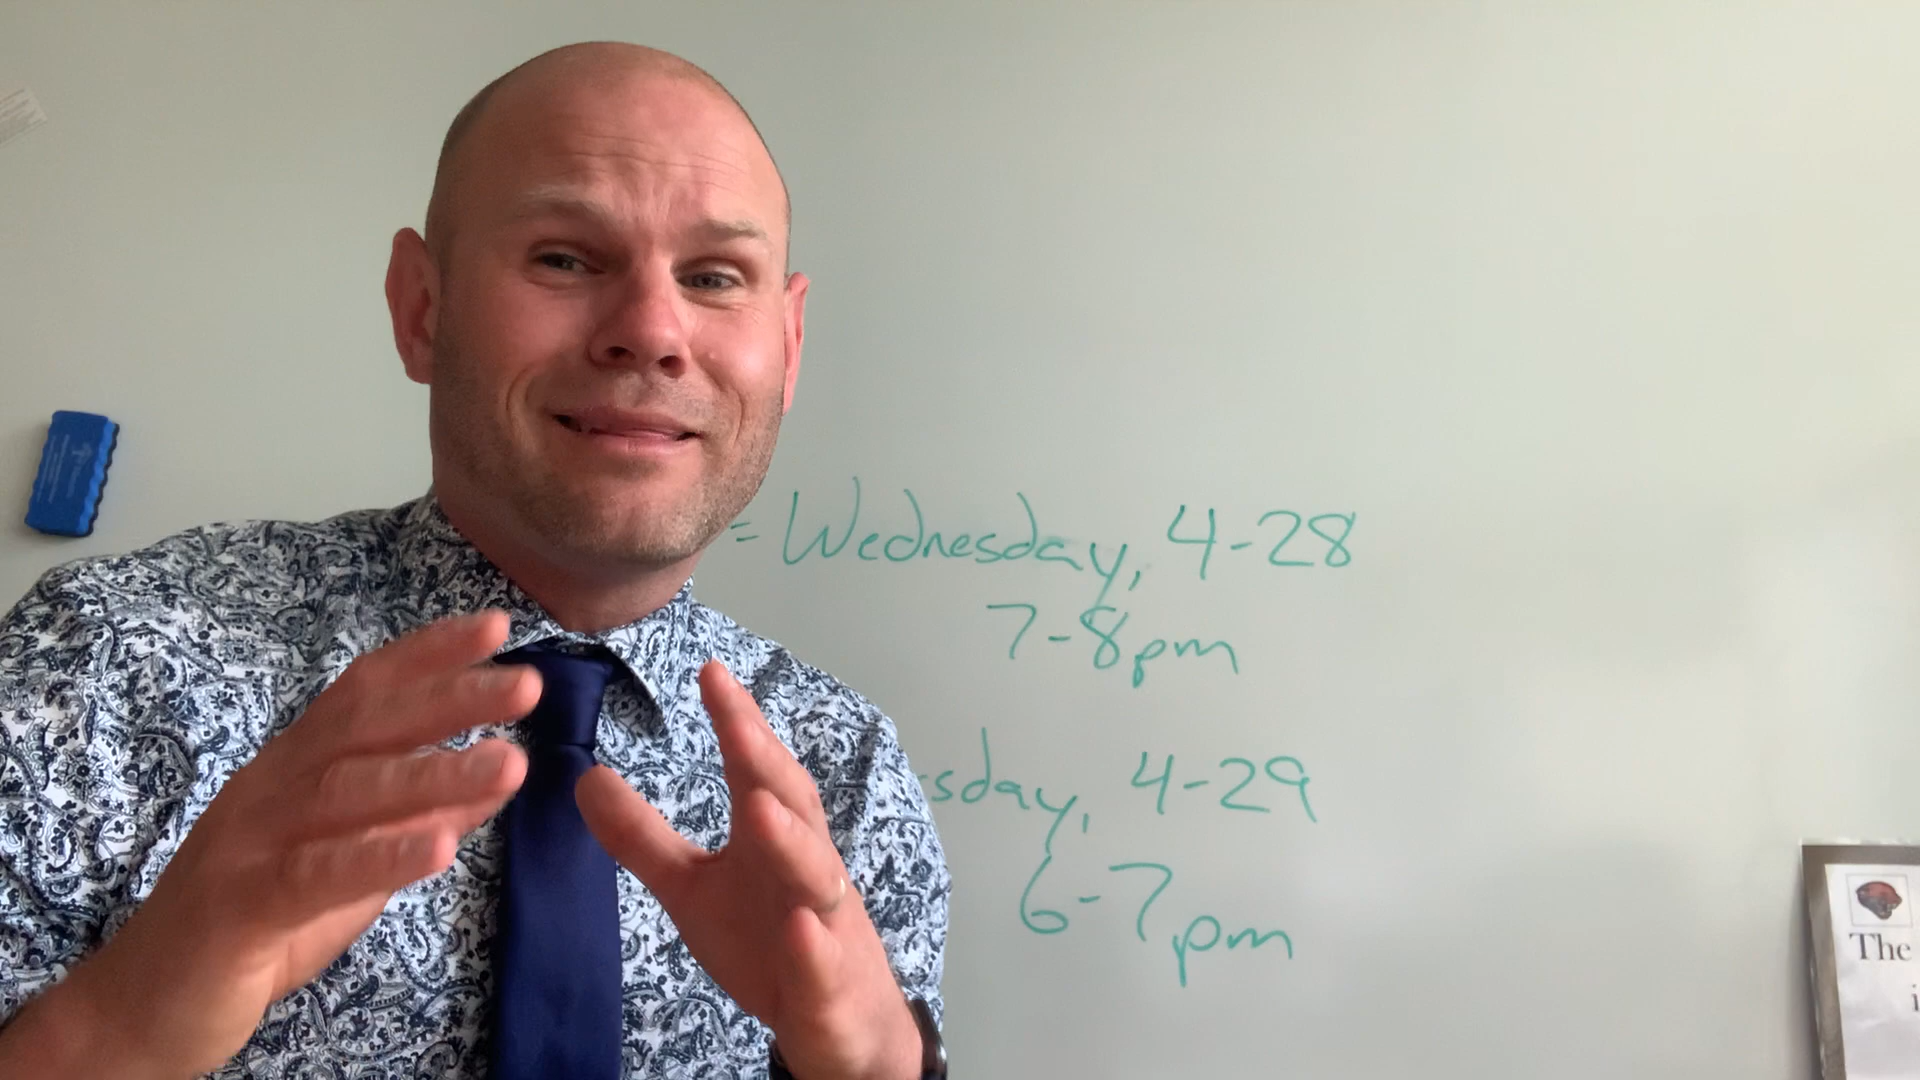 = Wednesday, 4-28
7-8pm
sday, 4-29
6-7pm
The
i